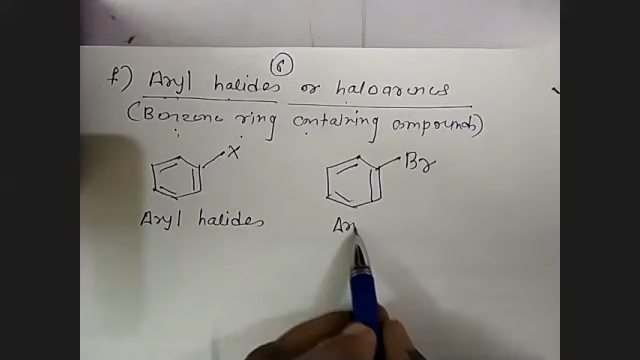 6
f) Aryl halides or haloarenes
(Benzene ring containing compounds)
X
Br
Aryl halides
Ar